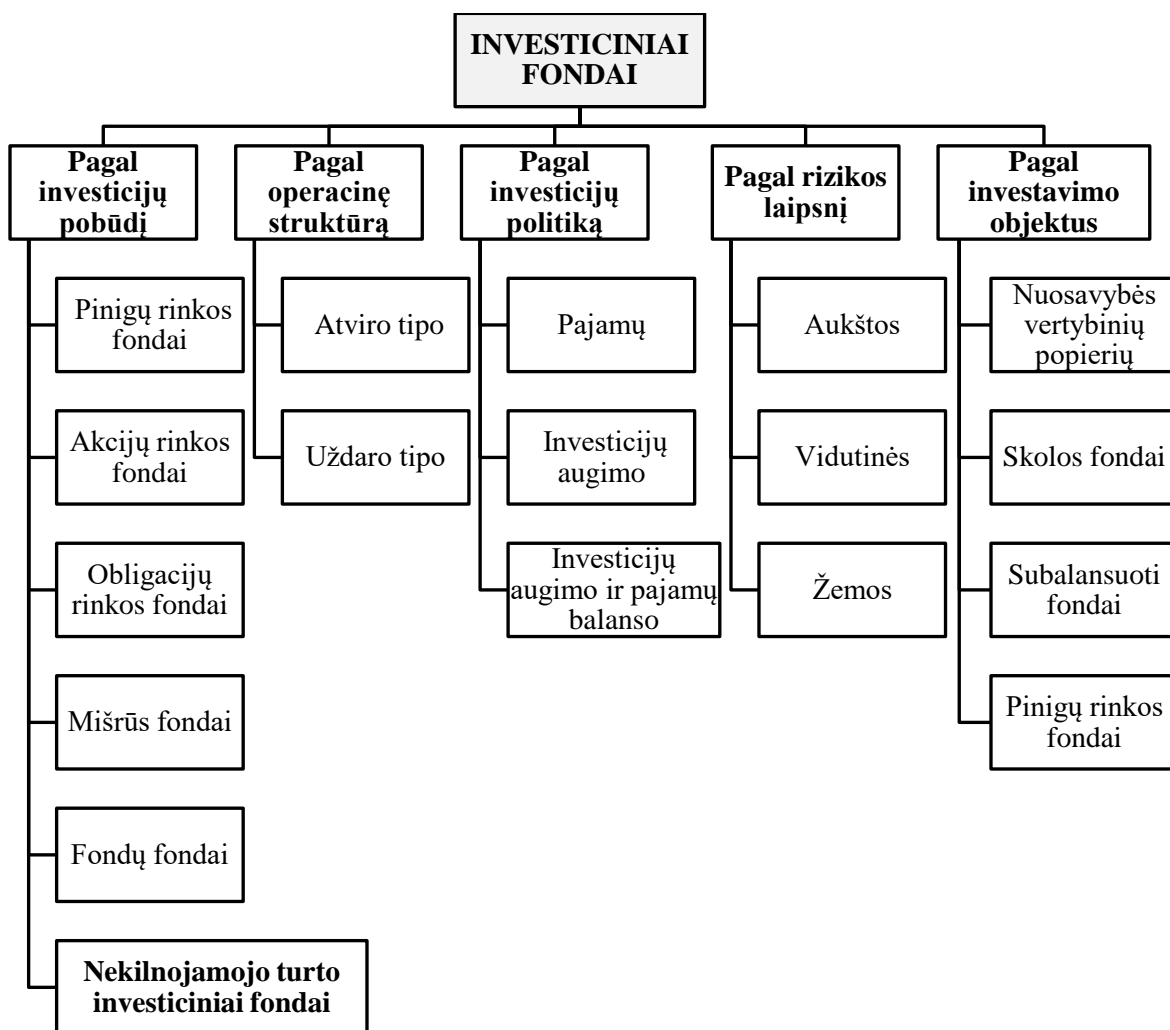 INVESTICINIAI
FONDAI
Pagal
investicijų
pobūdį
Pinigų rinkos
fondai
Akcijų rinkos
fondai
Obligacijų
rinkos fondai
Mišrūs fondai
Fondų fondai
Nekilnojamojo turto
investiciniai fondai
Pagal
operacinę
struktūrą
Atviro tipo
Uždaro tipo
Pagal
investicijų
politiką
Pajamų
Investicijų
augimo
Investicijų
augimo ir pajamų
balanso
Pagal rizikos
laipsnį
Aukštos
Vidutinės
Žemos
Pagal
investavimo
objektus
Nuosavybės
vertybinių
popierių
Skolos fondai
Subalansuoti
fondai
Pinigų rinkos
fondai